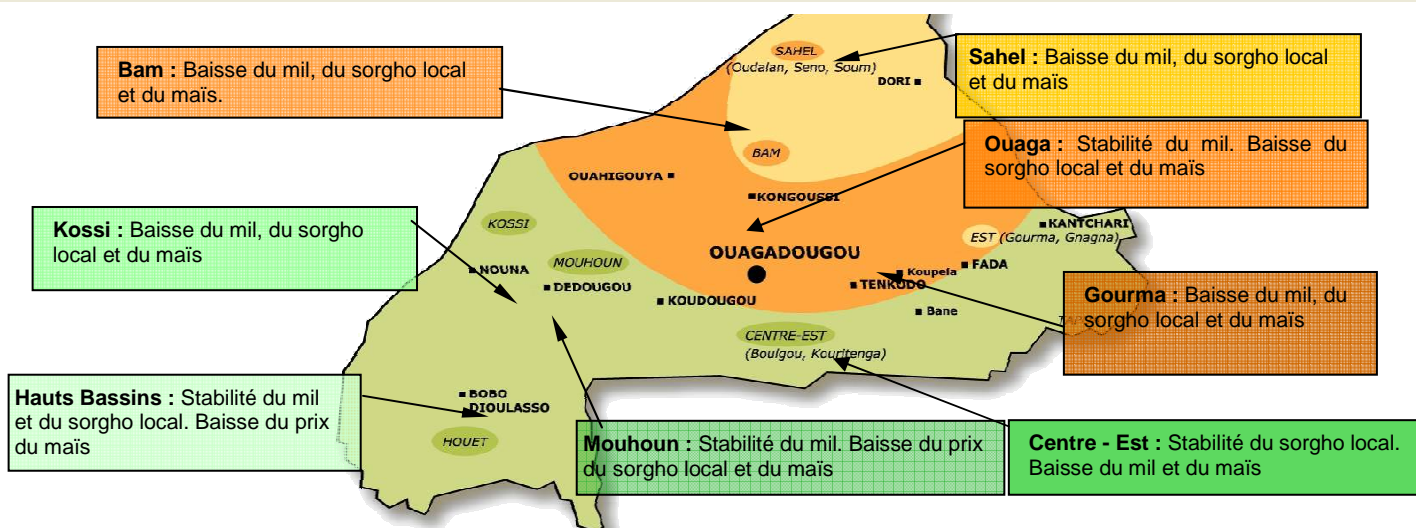 Bam : Baisse du mil, du sorgho local
et du maïs.
SAHEL
(Oudalan, Seno, Soum)
DORI
Sahel : Baisse du mil, du sorgho local
et du maïs
Ouaga : Stabilité du mil. Baisse du
sorgho local et du maïs
BAM
OUAHIGOUYA
KONGOUSSI
Kossi : Baisse du mil, du sorgho
local et du maïs
KOSSI
NOUNA
MOUHOUN
DEDOUGOU
KOUDOUGOU
OUAGADOUGOU
KANTCHARI
EST (Gourma, Gnagna)
FADA
Koupela
TENKODO
Bane
Gourma : Baisse du mil, du
sorgho local et du maïs
CENTRE-EST
(Boulgou, Kouritenga)
Hauts Bassins : Stabilité du mil
et du sorgho local. Baisse du prix
du maïs
BOBO
DIOULASSO
HOUET
Mouhoun : Stabilité du mil. Baisse du prix
du sorgho local et du maïs
Centre - Est : Stabilité du sorgho local.
Baisse du mil et du maïs